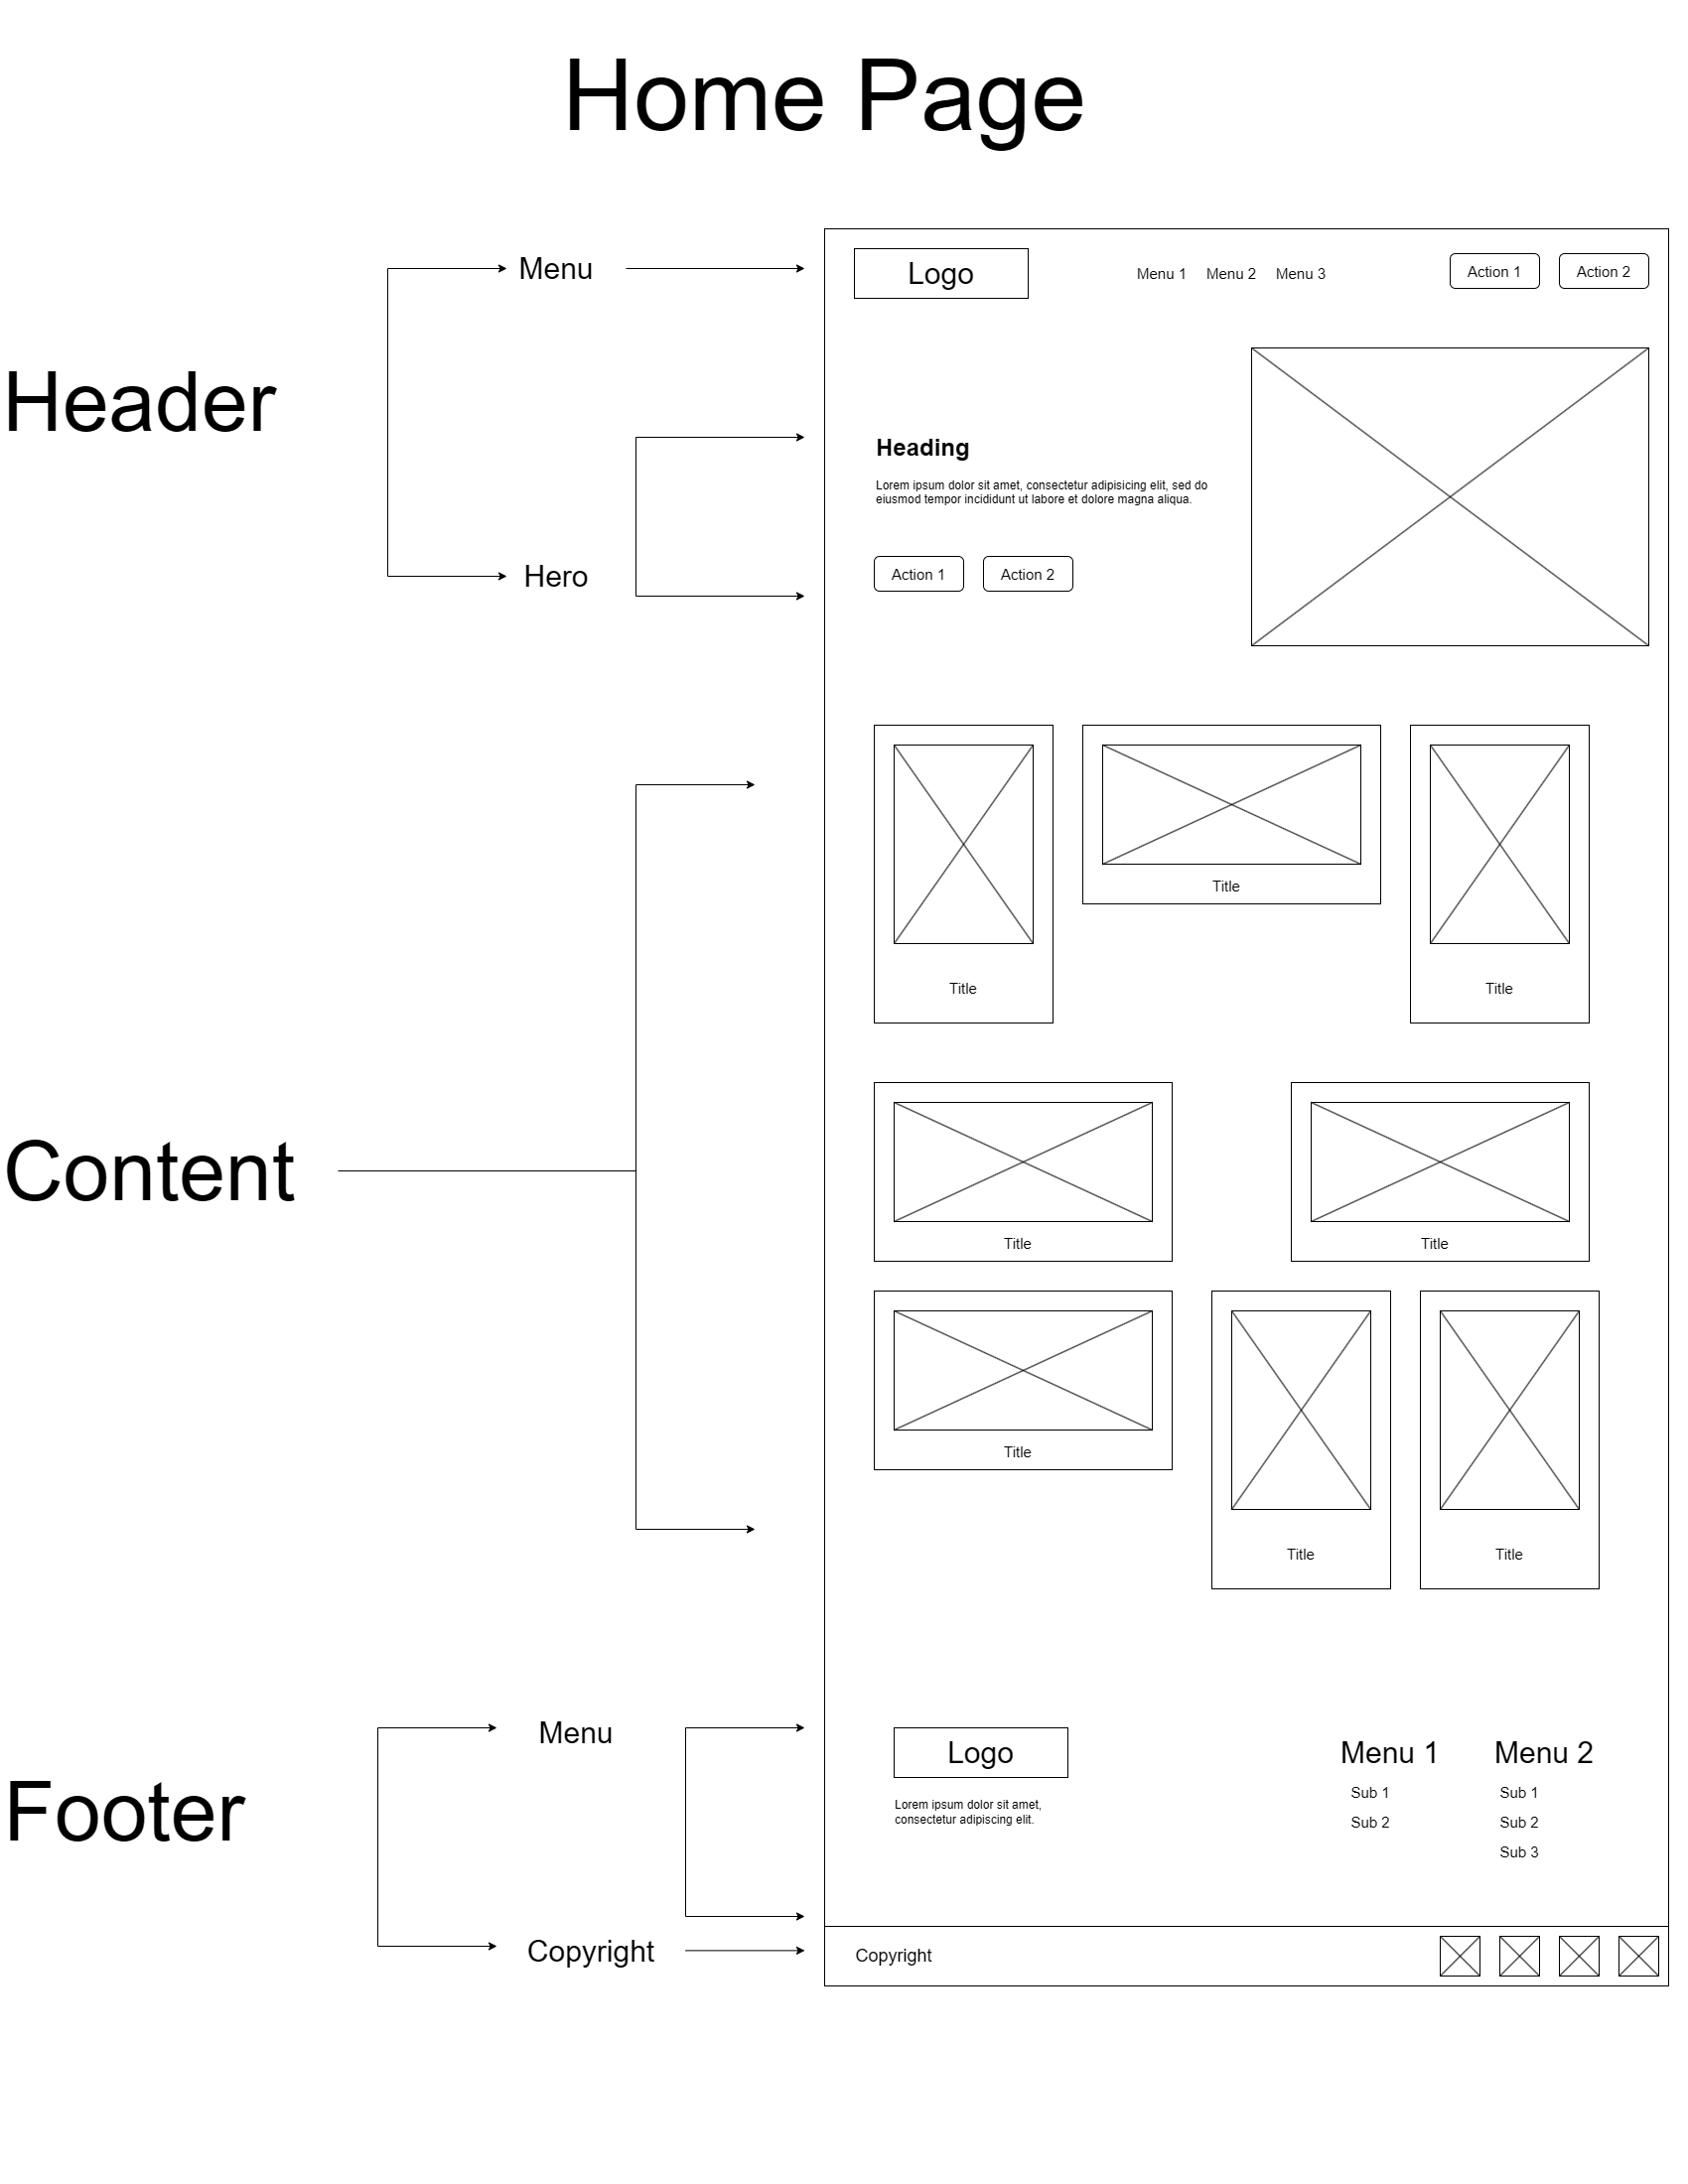 Home Page
Header
Menu
Hero
Logo
Menu 1
Menu 2
Menu 3
Action 1
Action 2
Heading
Lorem ipsum dolor sit amet, consectetur adipisicing elit, sed do
eiusmod tempor incididunt ut labore et dolore magna aliqua.
Action 1
Action 2
Content
Title
Title
Title
Title
Title
Title
Title
Title
Footer
Menu
Copyright
Logo
Lorem ipsum dolor sit amet,
consectetur adipiscing elit.
Menu 1
Sub 1
Sub 2
Menu 2
Sub 1
Sub 2
Sub 3
Copyright